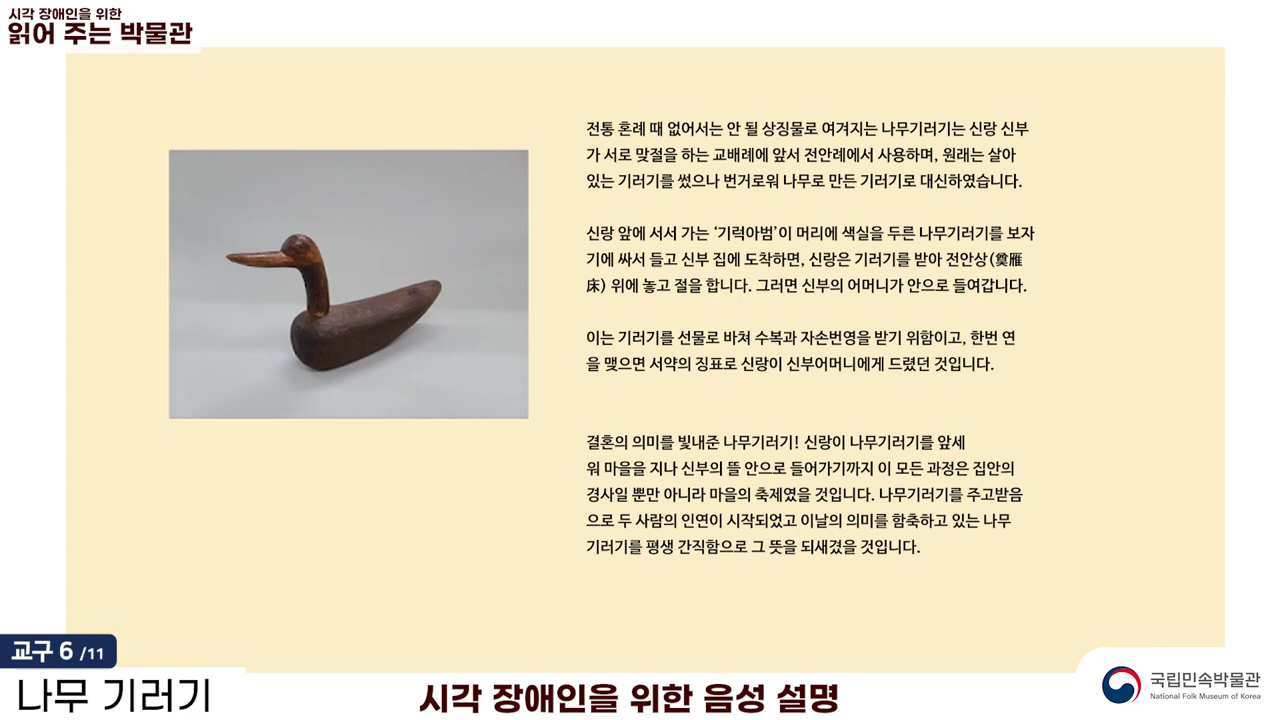 시각 장애인을 위한
읽어 주는 박물관
전통 혼례 때 없어서는 안 될 상징물로 여겨지는 나무기러기는 신랑 신부
가 서로 맞절을 하는 교배례에 앞서 전안례에서 사용하며, 원래는 살아
있는 기러기를 썼으나 번거로워 나무로 만든 기러기로 대신하였습니다.
신랑 앞에 서서 가는 ‘기럭아범’이 머리에 색실을 두른 나무기러기를 보자
기에 싸서 들고 신부 집에 도착하면, 신랑은 기러기를 받아 전안상(奠雁
床) 위에 놓고 절을 합니다. 그러면 신부의 어머니가 안으로 들여갑니다.
이는 기러기를 선물로 바쳐 수복과 자손번영을 받기 위함이고, 한번 연
을 맺으면 서약의 징표로 신랑이 신부어머니에게 드렸던 것입니다.
결혼의 의미를 빛내준 나무기러기! 신랑이 나무기러기를 앞세
워 마을을 지나 신부의 뜰 안으로 들어가기까지 이 모든 과정은 집안의
경사일 뿐만 아니라 마을의 축제였을 것입니다. 나무기러기를 주고받음
으로 두 사람의 인연이 시작되었고 이날의 의미를 함축하고 있는 나무
기러기를 평생 간직함으로 그 뜻을 되새겼을 것입니다.
교구 6 /11
나무 기러기
시각 장애인을 위한 음성 설명
국립민속박물관
National Folk Museum of Korea